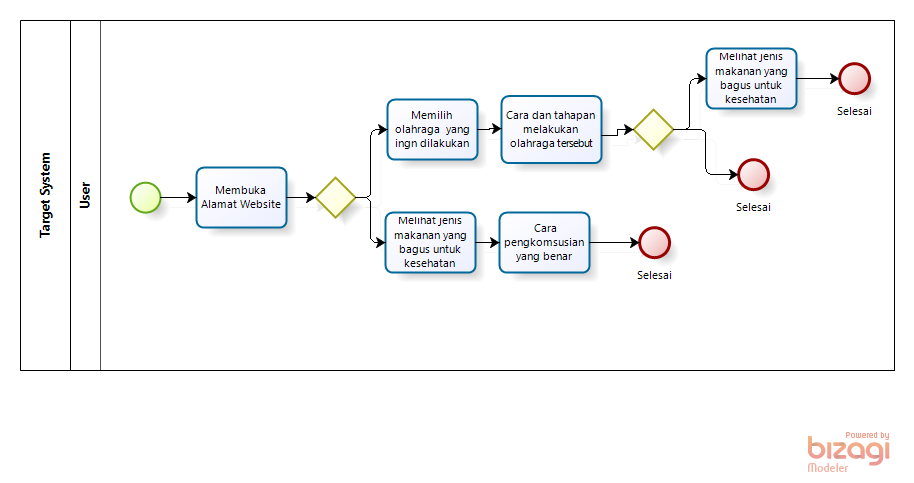 Target System
User
Membuka
Alamat Website
Memilih
olahraga yang
ingn dilakukan
Cara dan tahapan
melakukan
olahraga tersebut
Melihat jenis
makanan yang
bagus untuk
kesehatan
Selesai
Selesai
Melihat jenis
makanan yang
bagus untuk
kesehatan
Cara
pengkomsusian
yang benar
Selesai
Powered by
bizagi
Modeler